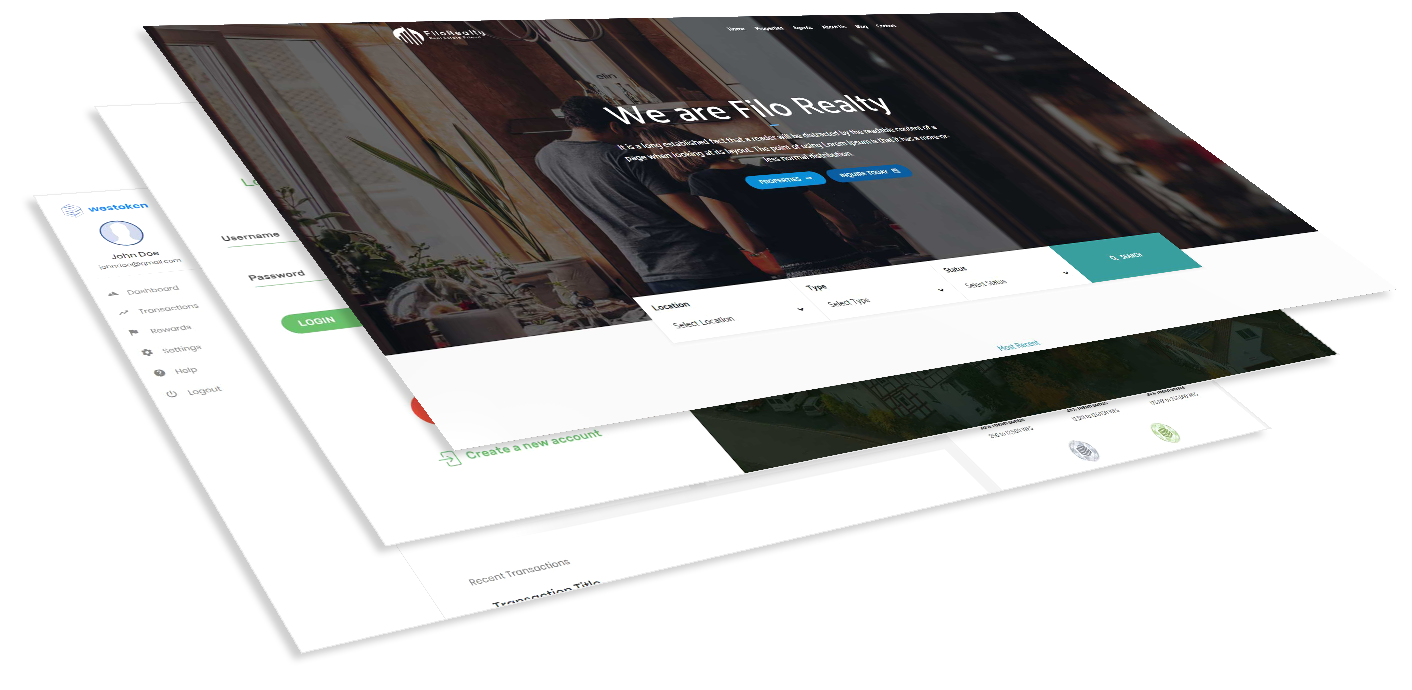 FiloRealty
Home Properties Agents About Us Blog Contact
We are Filo Realty
It is a long established fact that a reader will be distracted by the readable content of a
page when looking at its layout. The point of using Lorem Ipsum is that it has a more-or-
less normal distribution.
PROPERTIES INQUIRE TODAY
Location
Select Location
Type
Select Type
Status
Select Status
SEARCH
Most Recent
Username
Password
LOGIN
Create a new account
westoken
John Doe
Dashboard
Transactions
Rewards
Settings
Help
Logout
Recent Transactions
Transaction Title